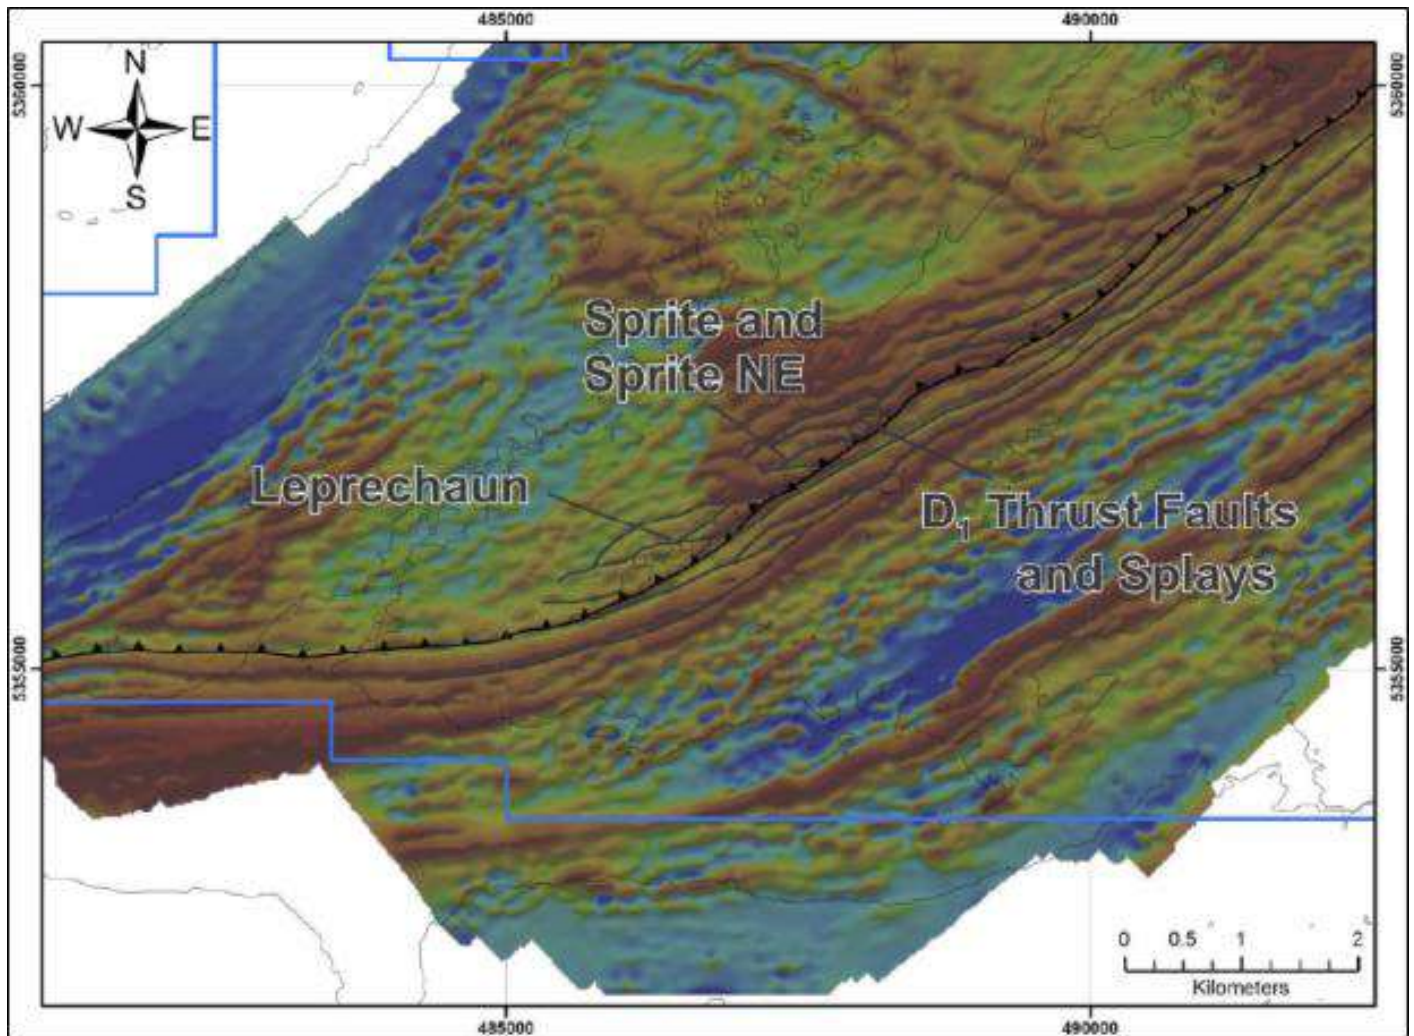 485000
490000
5360000
5360000
N
W E
S
Sprite and
Sprite NE
Leprechaun
D1 Thrust Faults
and Splays
5355000
5355000
0 0.5 1 2
Kilometers
485000
490000